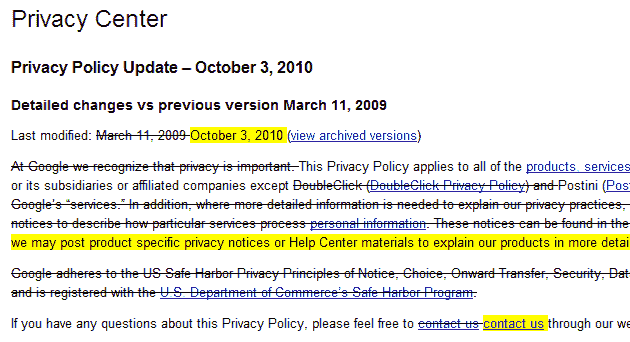 Privacy Center
Privacy Policy Update – October 3, 2010
Detailed changes vs previous version March 11, 2009
Last modified: March 11, 2009 October 3, 2010 (view archived versions)
At Google we recognize that privacy is important. This Privacy Policy applies to all of the products, services
or its subsidiaries or affiliated companies except DoubleClick (DoubleClick Privacy Policy) and Postini (Pos
Google's “services.” In addition, where more detailed information is needed to explain our privacy practices,
notices to describe how particular services process personal information. These notices can be found in the
we may post product specific privacy notices or Help Center materials to explain our products in more detai
Google adheres to the US Safe Harbor Privacy Principles of Notice, Choice, Onward Transfer, Security, Dat
and is registered with the U.S. Department of Commerce's Safe Harbor Program.
If you have any questions about this Privacy Policy, please feel free to contact us contact us through our we